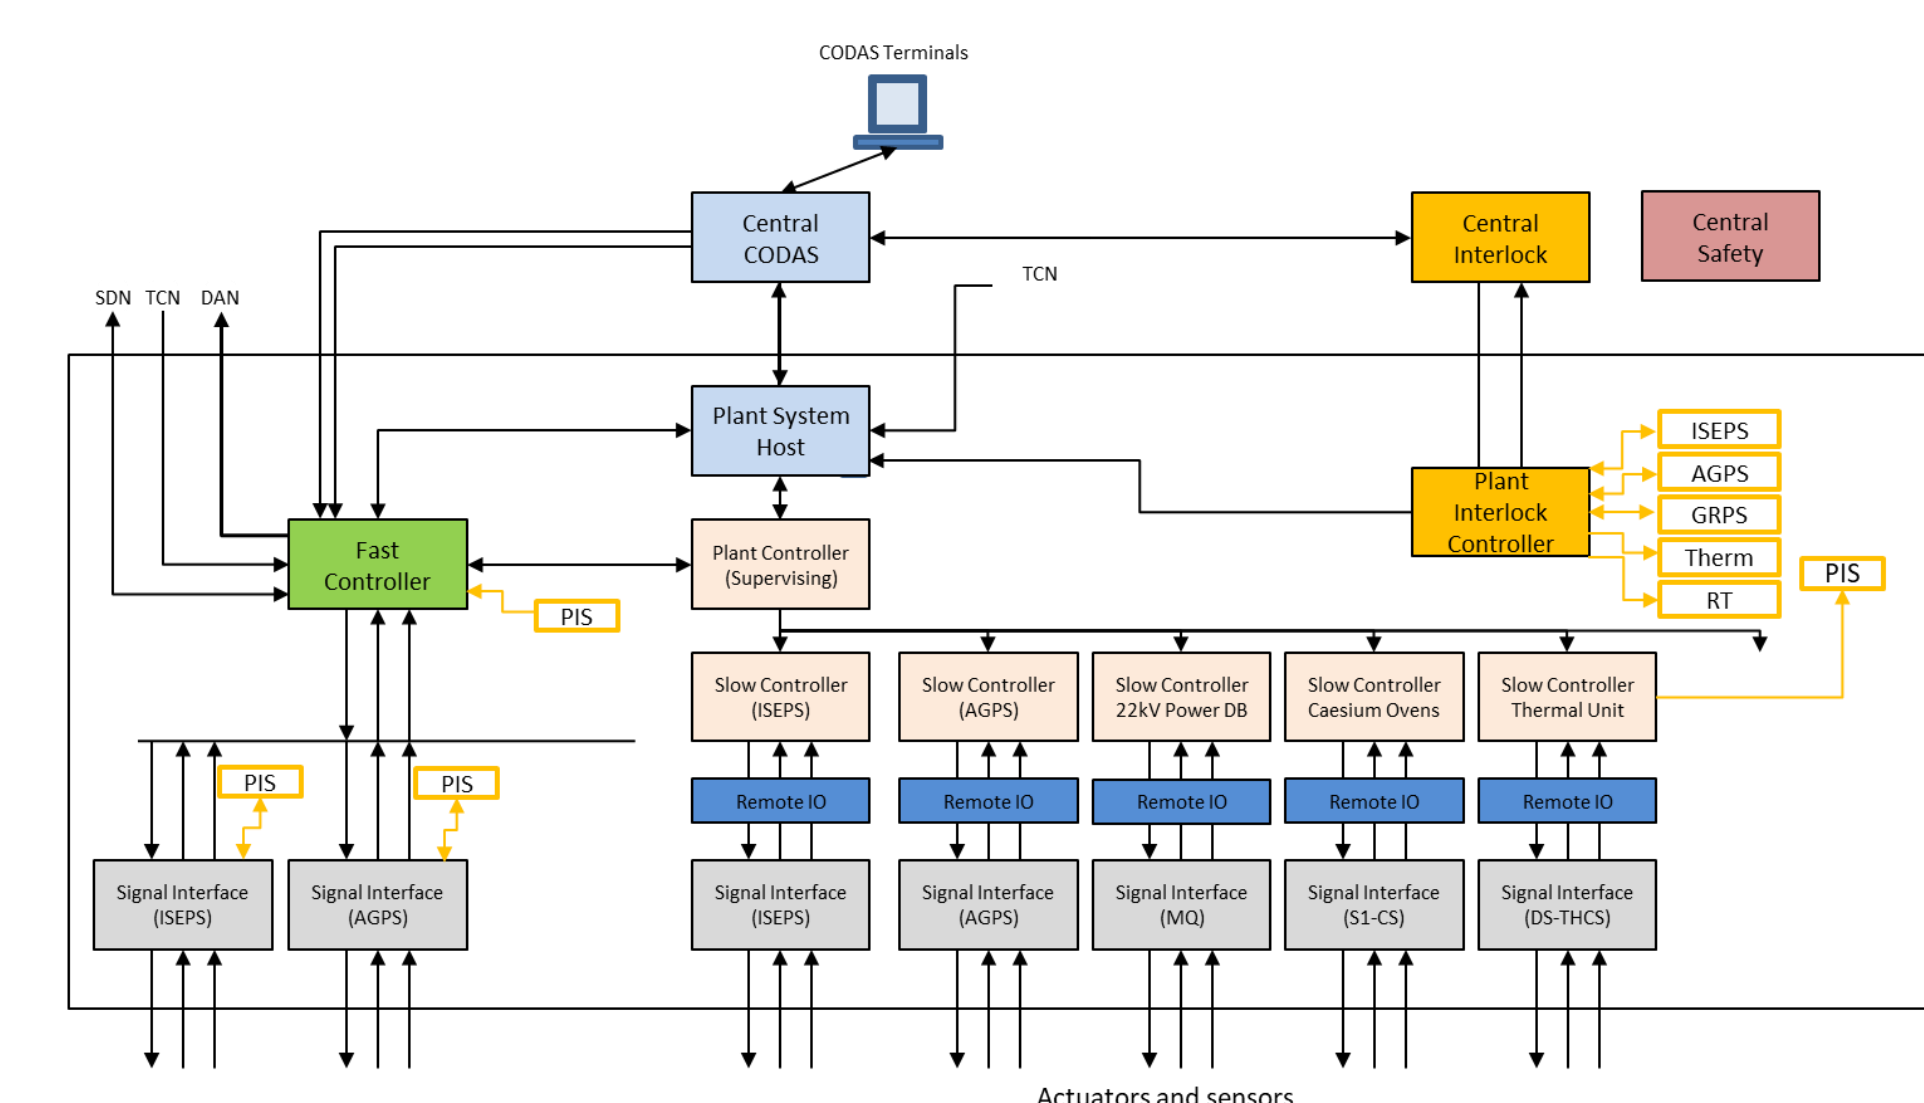 CODAS Terminals
Central
CODAS
Central
Interlock
Central
Safety
TCN
SDN
TCN
DAN
Plant System
Host
ISEPS
AGPS
GRPS
Therm
RT
Plant
Interlock
Controller
PIS
Fast
Controller
Plant Controller
(Supervising)
PIS
Slow Controller
(ISEPS)
Slow Controller
(AGPS)
Slow Controller
22kV Power DB
Slow Controller
Caesium Ovens
Slow Controller
Thermal Unit
PIS
PIS
Remote IO
Remote IO
Remote IO
Remote IO
Remote IO
Signal Interface
(ISEPS)
Signal Interface
(AGPS)
Signal Interface
(ISEPS)
Signal Interface
(AGPS)
Signal Interface
(MQ)
Signal Interface
(S1-CS)
Signal Interface
(DS-THCS)
Actuators and sensors